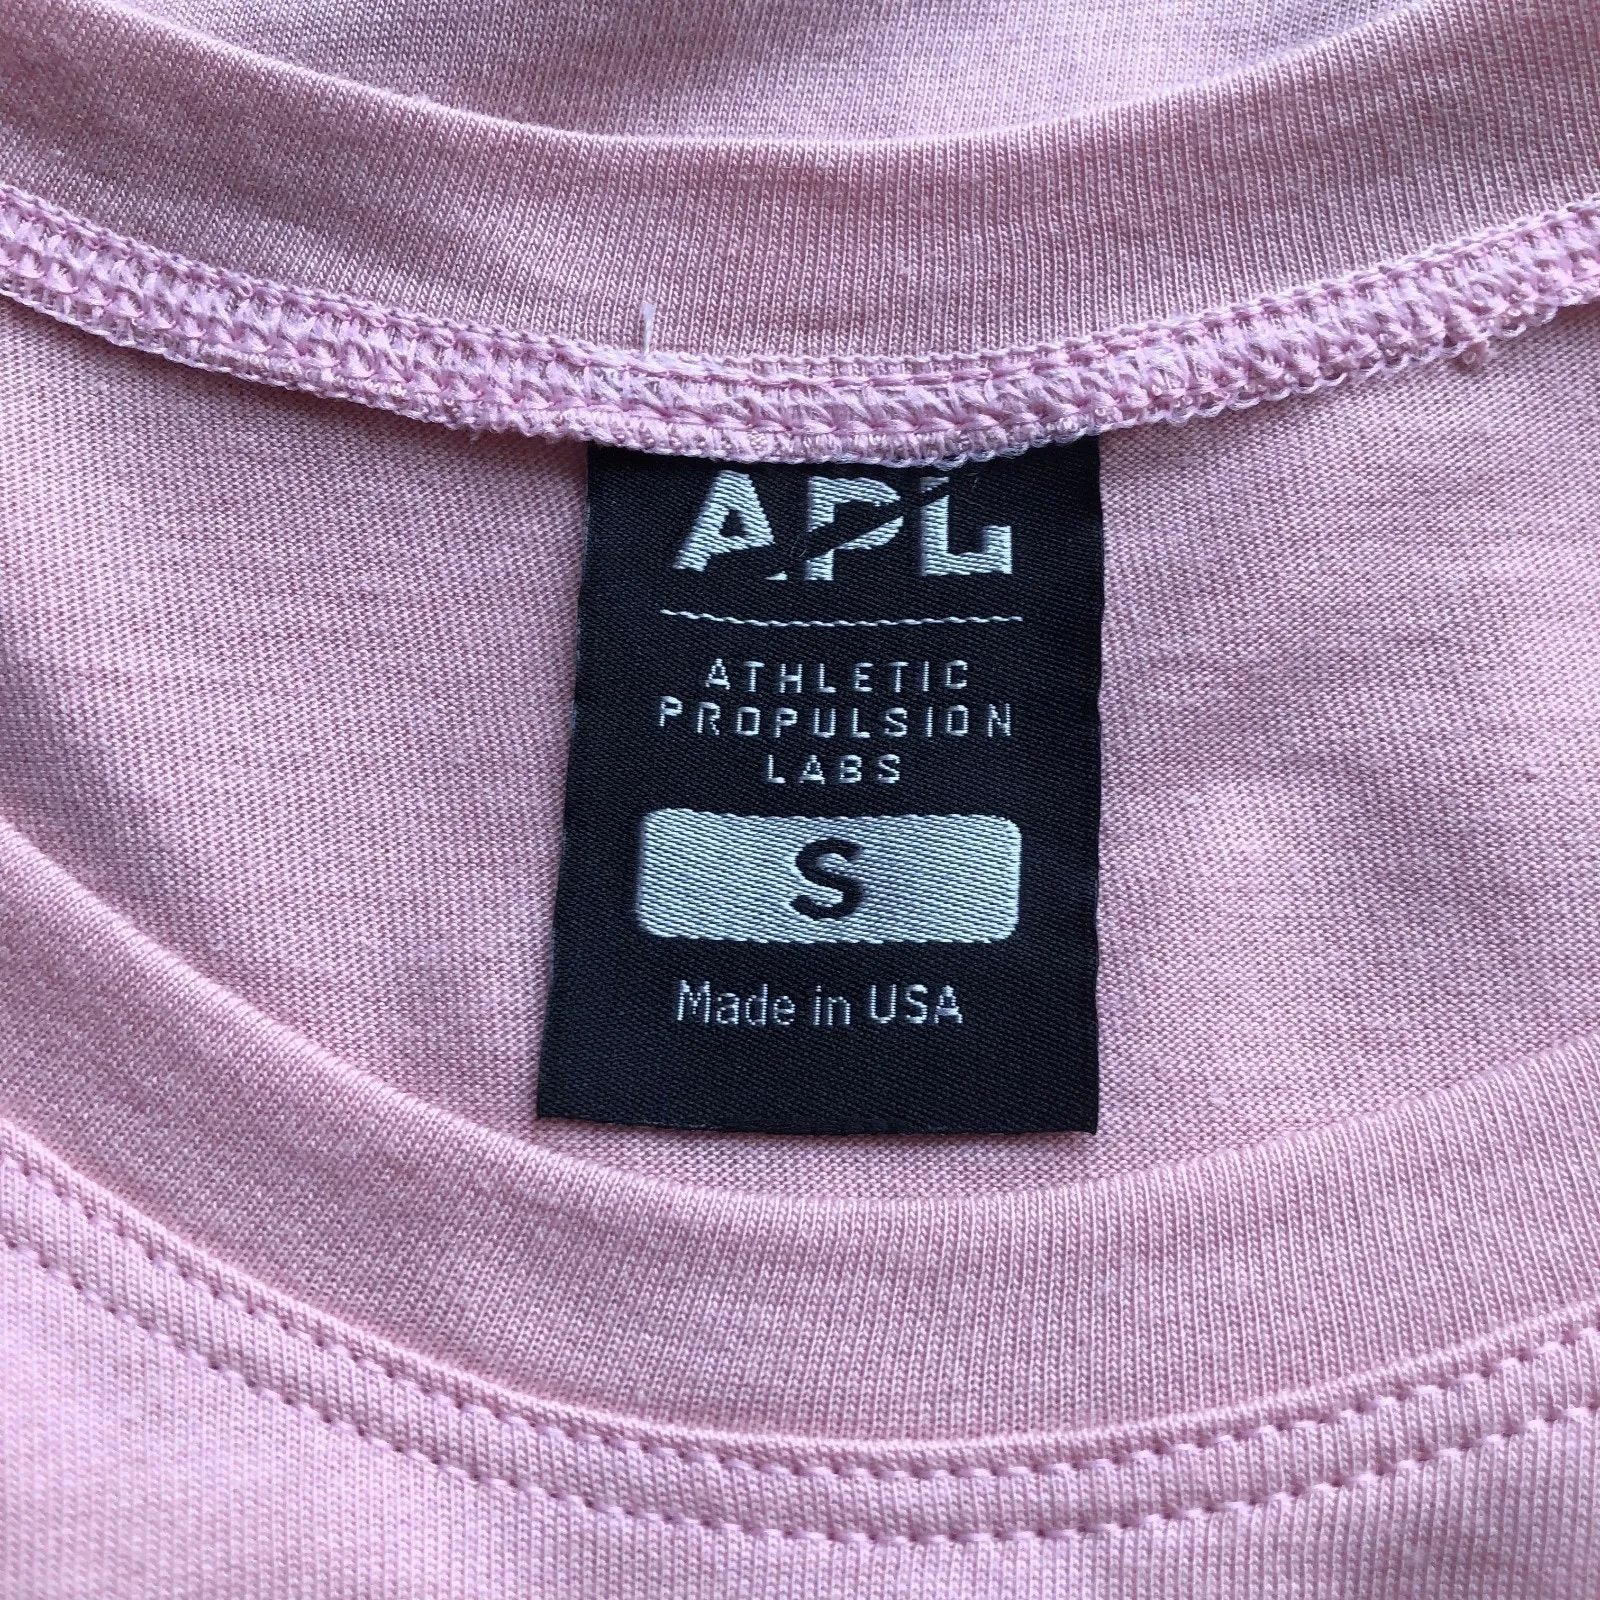 APL
ATHLETIC
PROPULSION
LABS
S
Made in USA